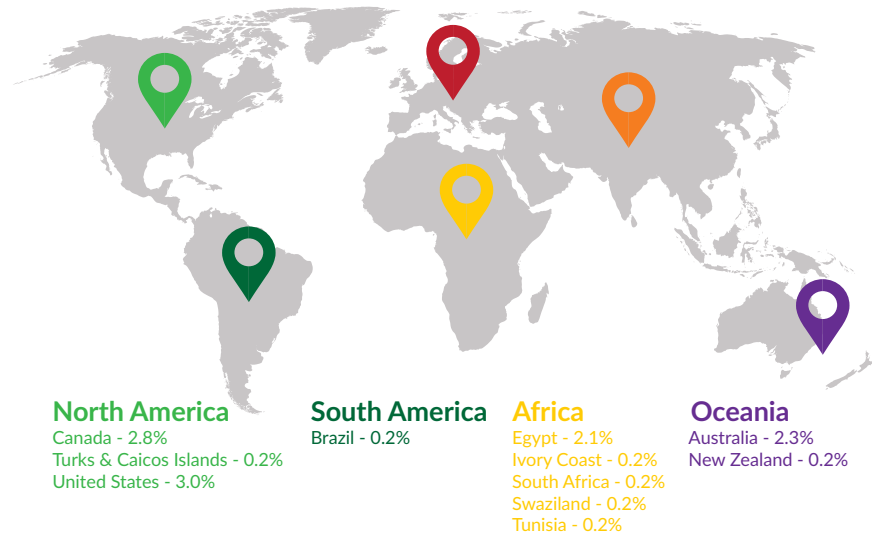 North America
Canada - 2.8%
Turks & Caicos Islands - 0.2%
United States - 3.0%
South America
Brazil - 0.2%
Africa
Egypt - 2.1%
Ivory Coast - 0.2%
South Africa - 0.2%
Swaziland - 0.2%
Tunisia - 0.2%
Oceania
Australia - 2.3%
New Zealand - 0.2%